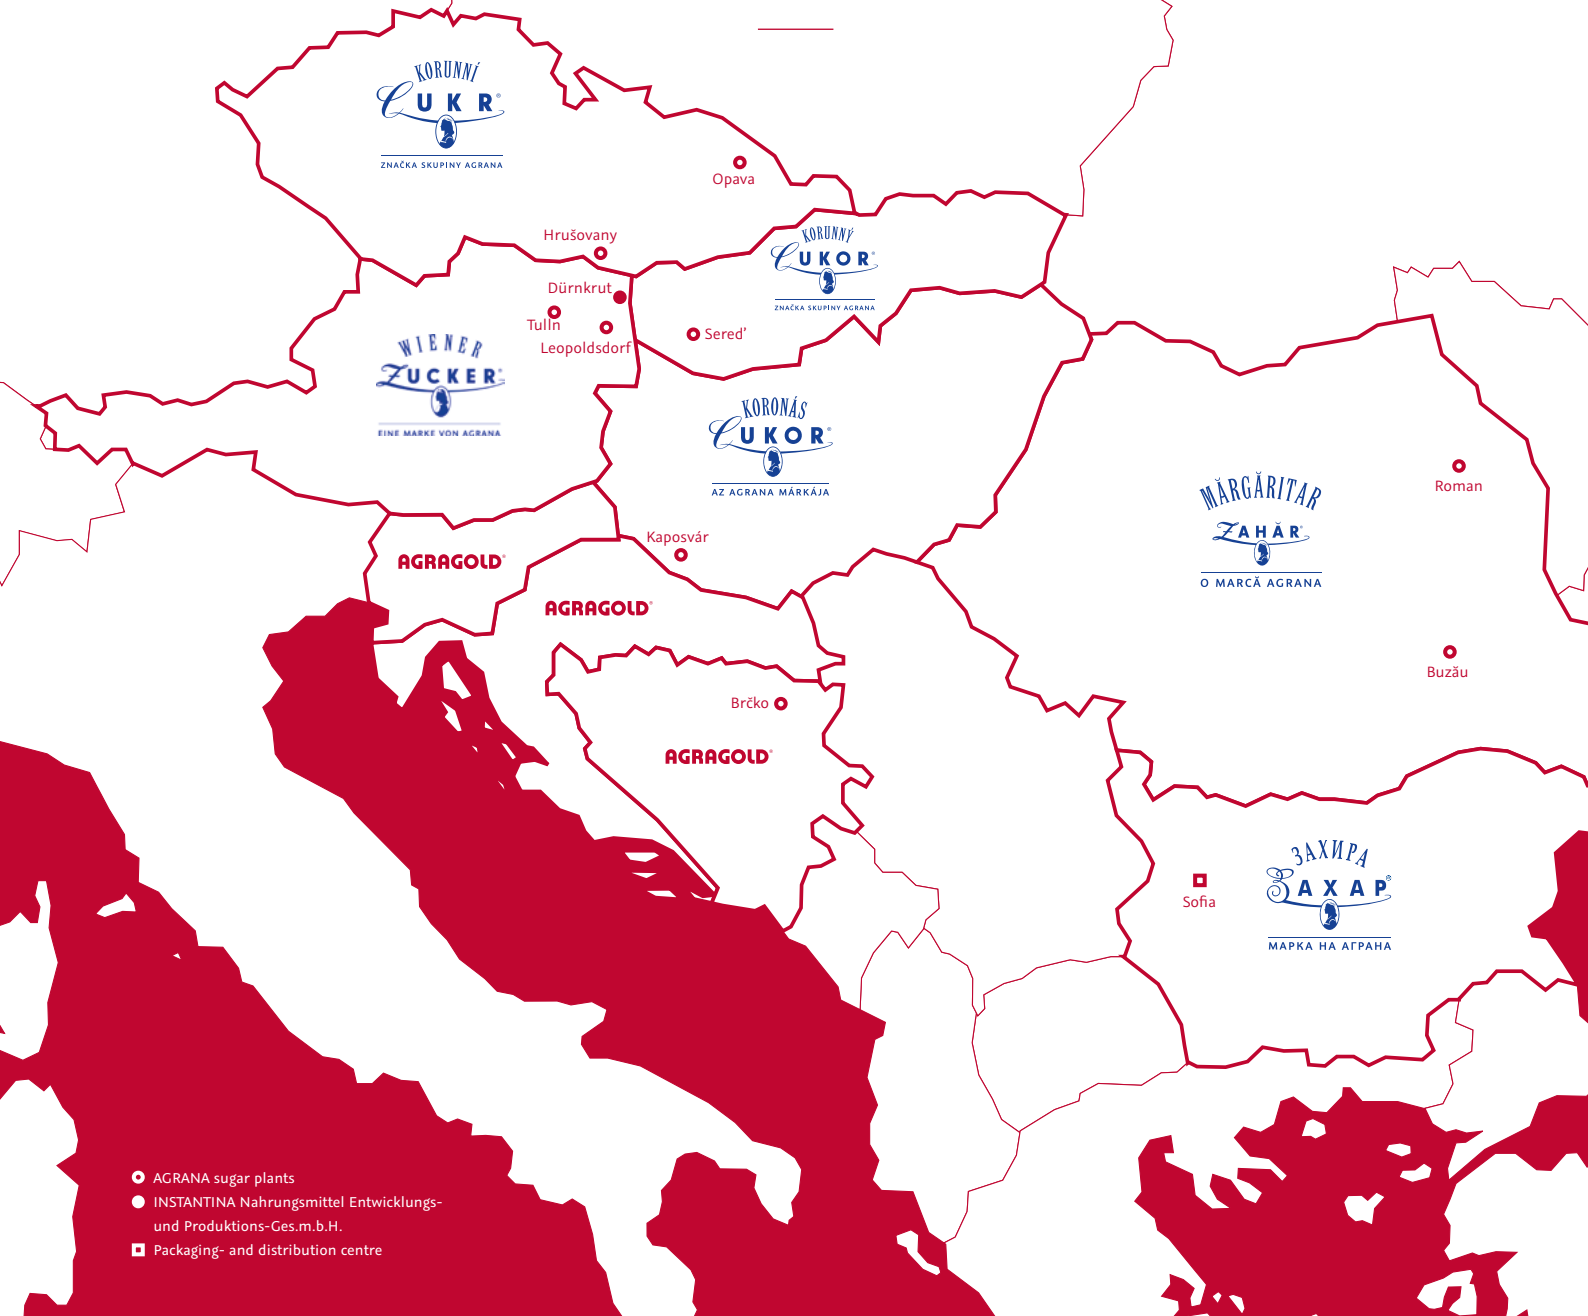 KORUNNÍ
CUKR®
ZNAČKA SKUPINY AGRANA
Opava
Hrušovany
KORUNNÝ
CUKOR®
ZNAČKA SKUPINY AGRANA
Dürnkrut
Tulln
Leopoldsdorf
Sereď
WIENER
ZUCKER®
EINE MARKE VON AGRANA
KORONÁS
CUKOR®
AZ AGRANA MÁRKÁJA
Roman
MĂRGĂRITAR
ZAHĂR®
O MARCĂ AGRANA
Kaposvár
AGRAGOLD®
AGRAGOLD®
Buzău
Brčko
AGRAGOLD®
ЗАХИРА
ЗАХАР®
МАРКА НА АГРАНА
Sofia
AGRANA sugar plants
INSTANTINA Nahrungsmittel Entwicklungs-
und Produktions-Ges.m.b.H.
Packaging- and distribution centre